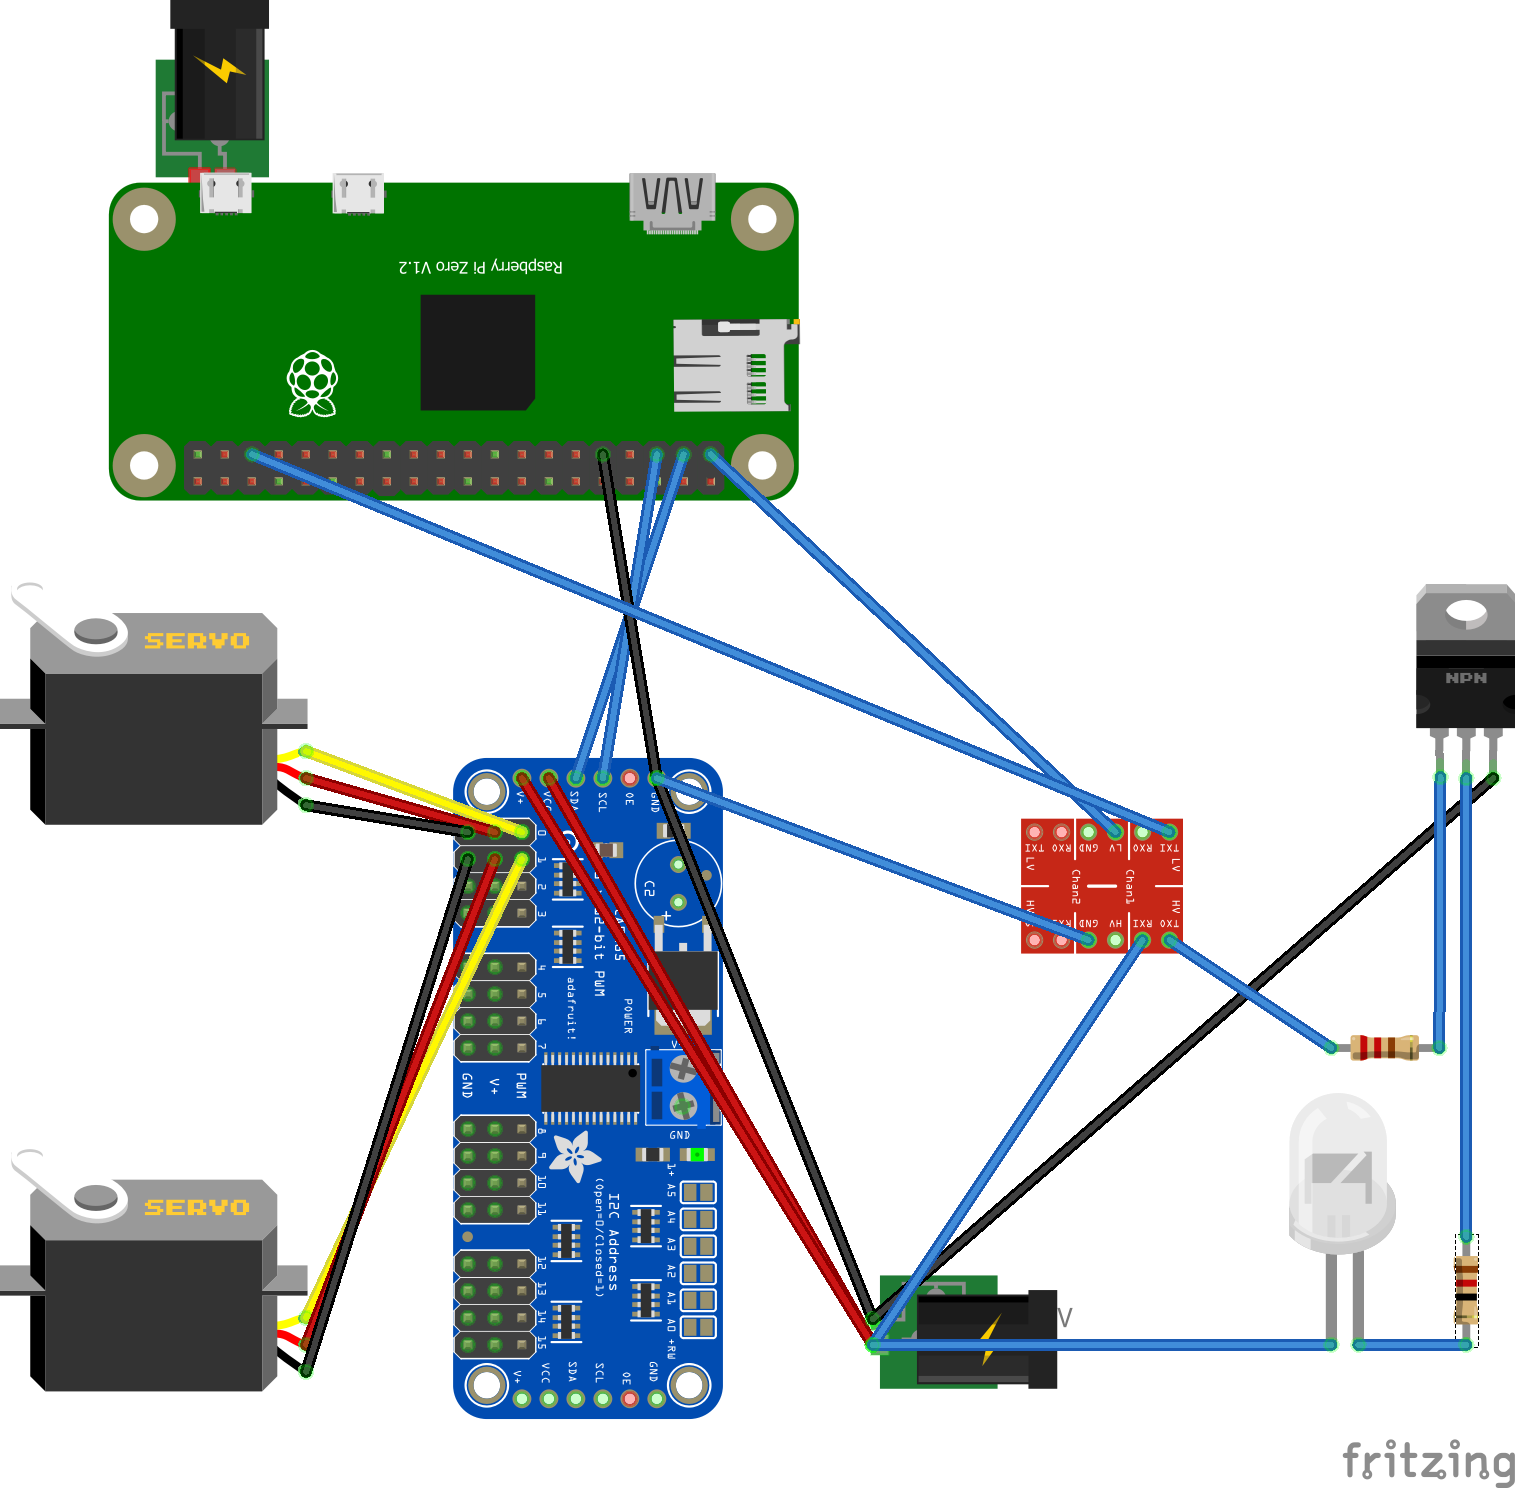 Raspberry Pi Zero V1.2
SERVO
NPN
V+
VCC
SDA
SCL
OE
GND
0
1
2
3
C2
+
-bit PWM
adafruit!
POWER
4
5
6
7
GND
V+
PWM
GND
8
9
10
11
I2C Address
(Open=0/Closed=1)
1+
A5
A4
A3
A2
A1
A0
+RW
12
13
14
15
V+
VCC
SDA
SCL
OE
GND
TXI
RXO
GND
LV
RXO
TXI
LV
LV
Chan2
Chan1
HV
HV
GND
HV
RXI
TXO
SERVO
V
fritzing